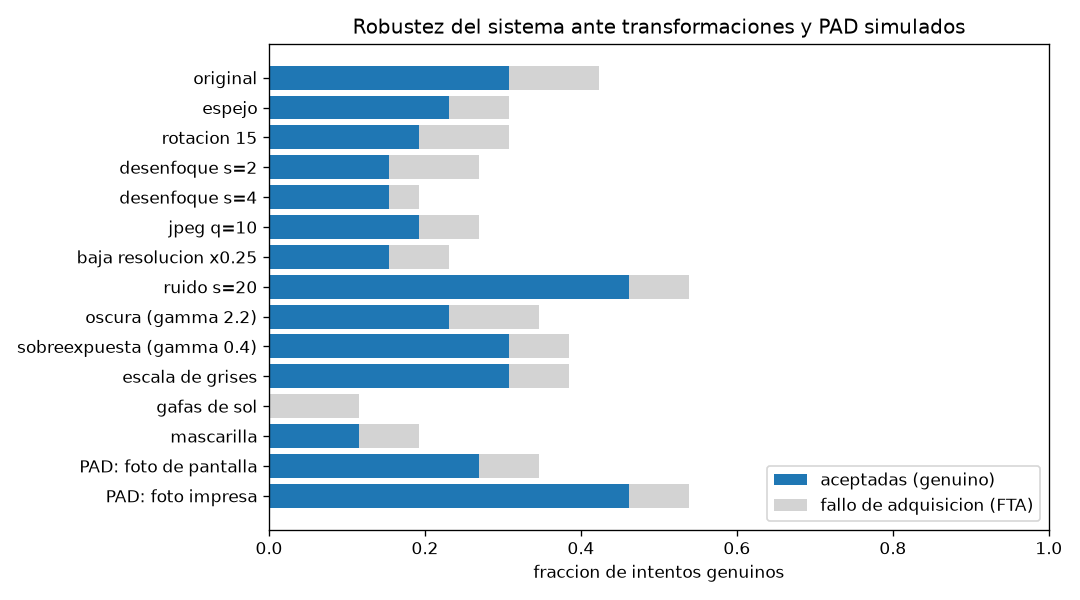 Robustez del sistema ante transformaciones y PAD simulados
original
espejo
rotacion 15
desenfoque s=2
desenfoque s=4
jpeg q=10
baja resolucion x0.25
ruido s=20
oscura (gamma 2.2)
sobreexpuesta (gamma 0.4)
escala de grises
gafas de sol
mascarilla
PAD: foto de pantalla
PAD: foto impresa
aceptadas (genuino)
fallo de adquisicion (FTA)
0.0 0.2 0.4 0.6 0.8 1.0
fraccion de intentos genuinos